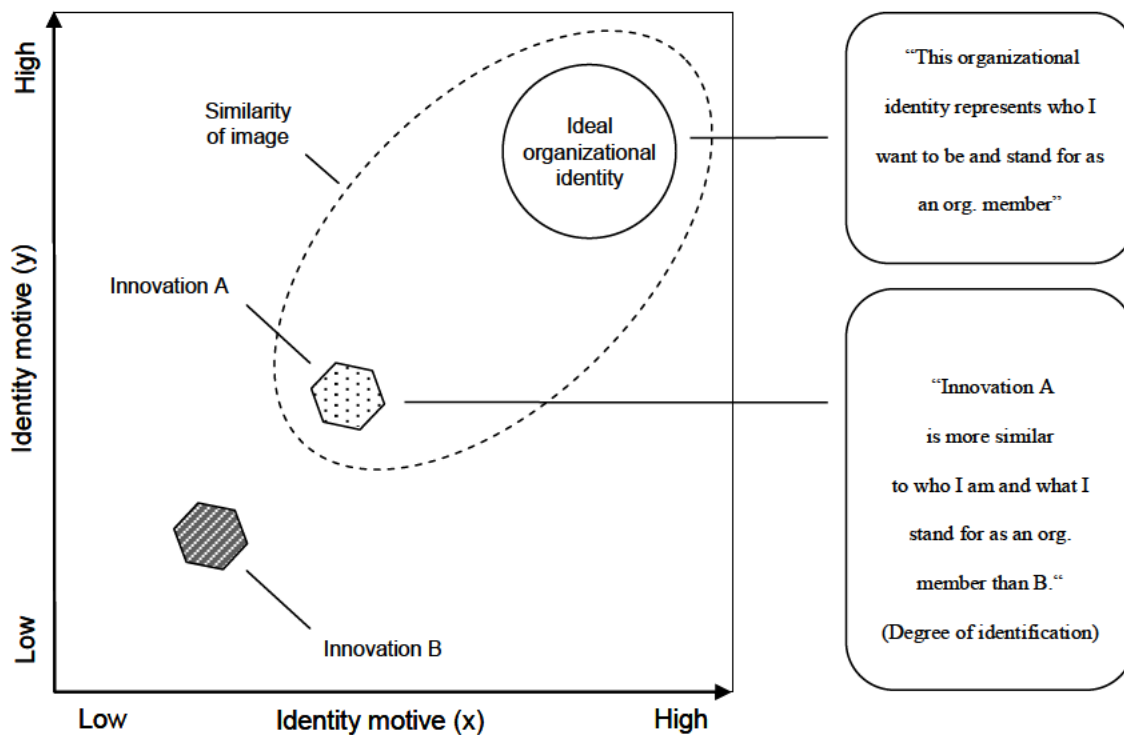 High
Similarity
of image
Ideal
organizational
identity
Innovation A
Identity motive (y)
Innovation B
Low
Low
Identity motive (x)
High
“This organizational
identity represents who I
want to be and stand for as
an org. member”
“Innovation A
is more similar
to who I am and what I
stand for as an org.
member than B.“
(Degree of identification)